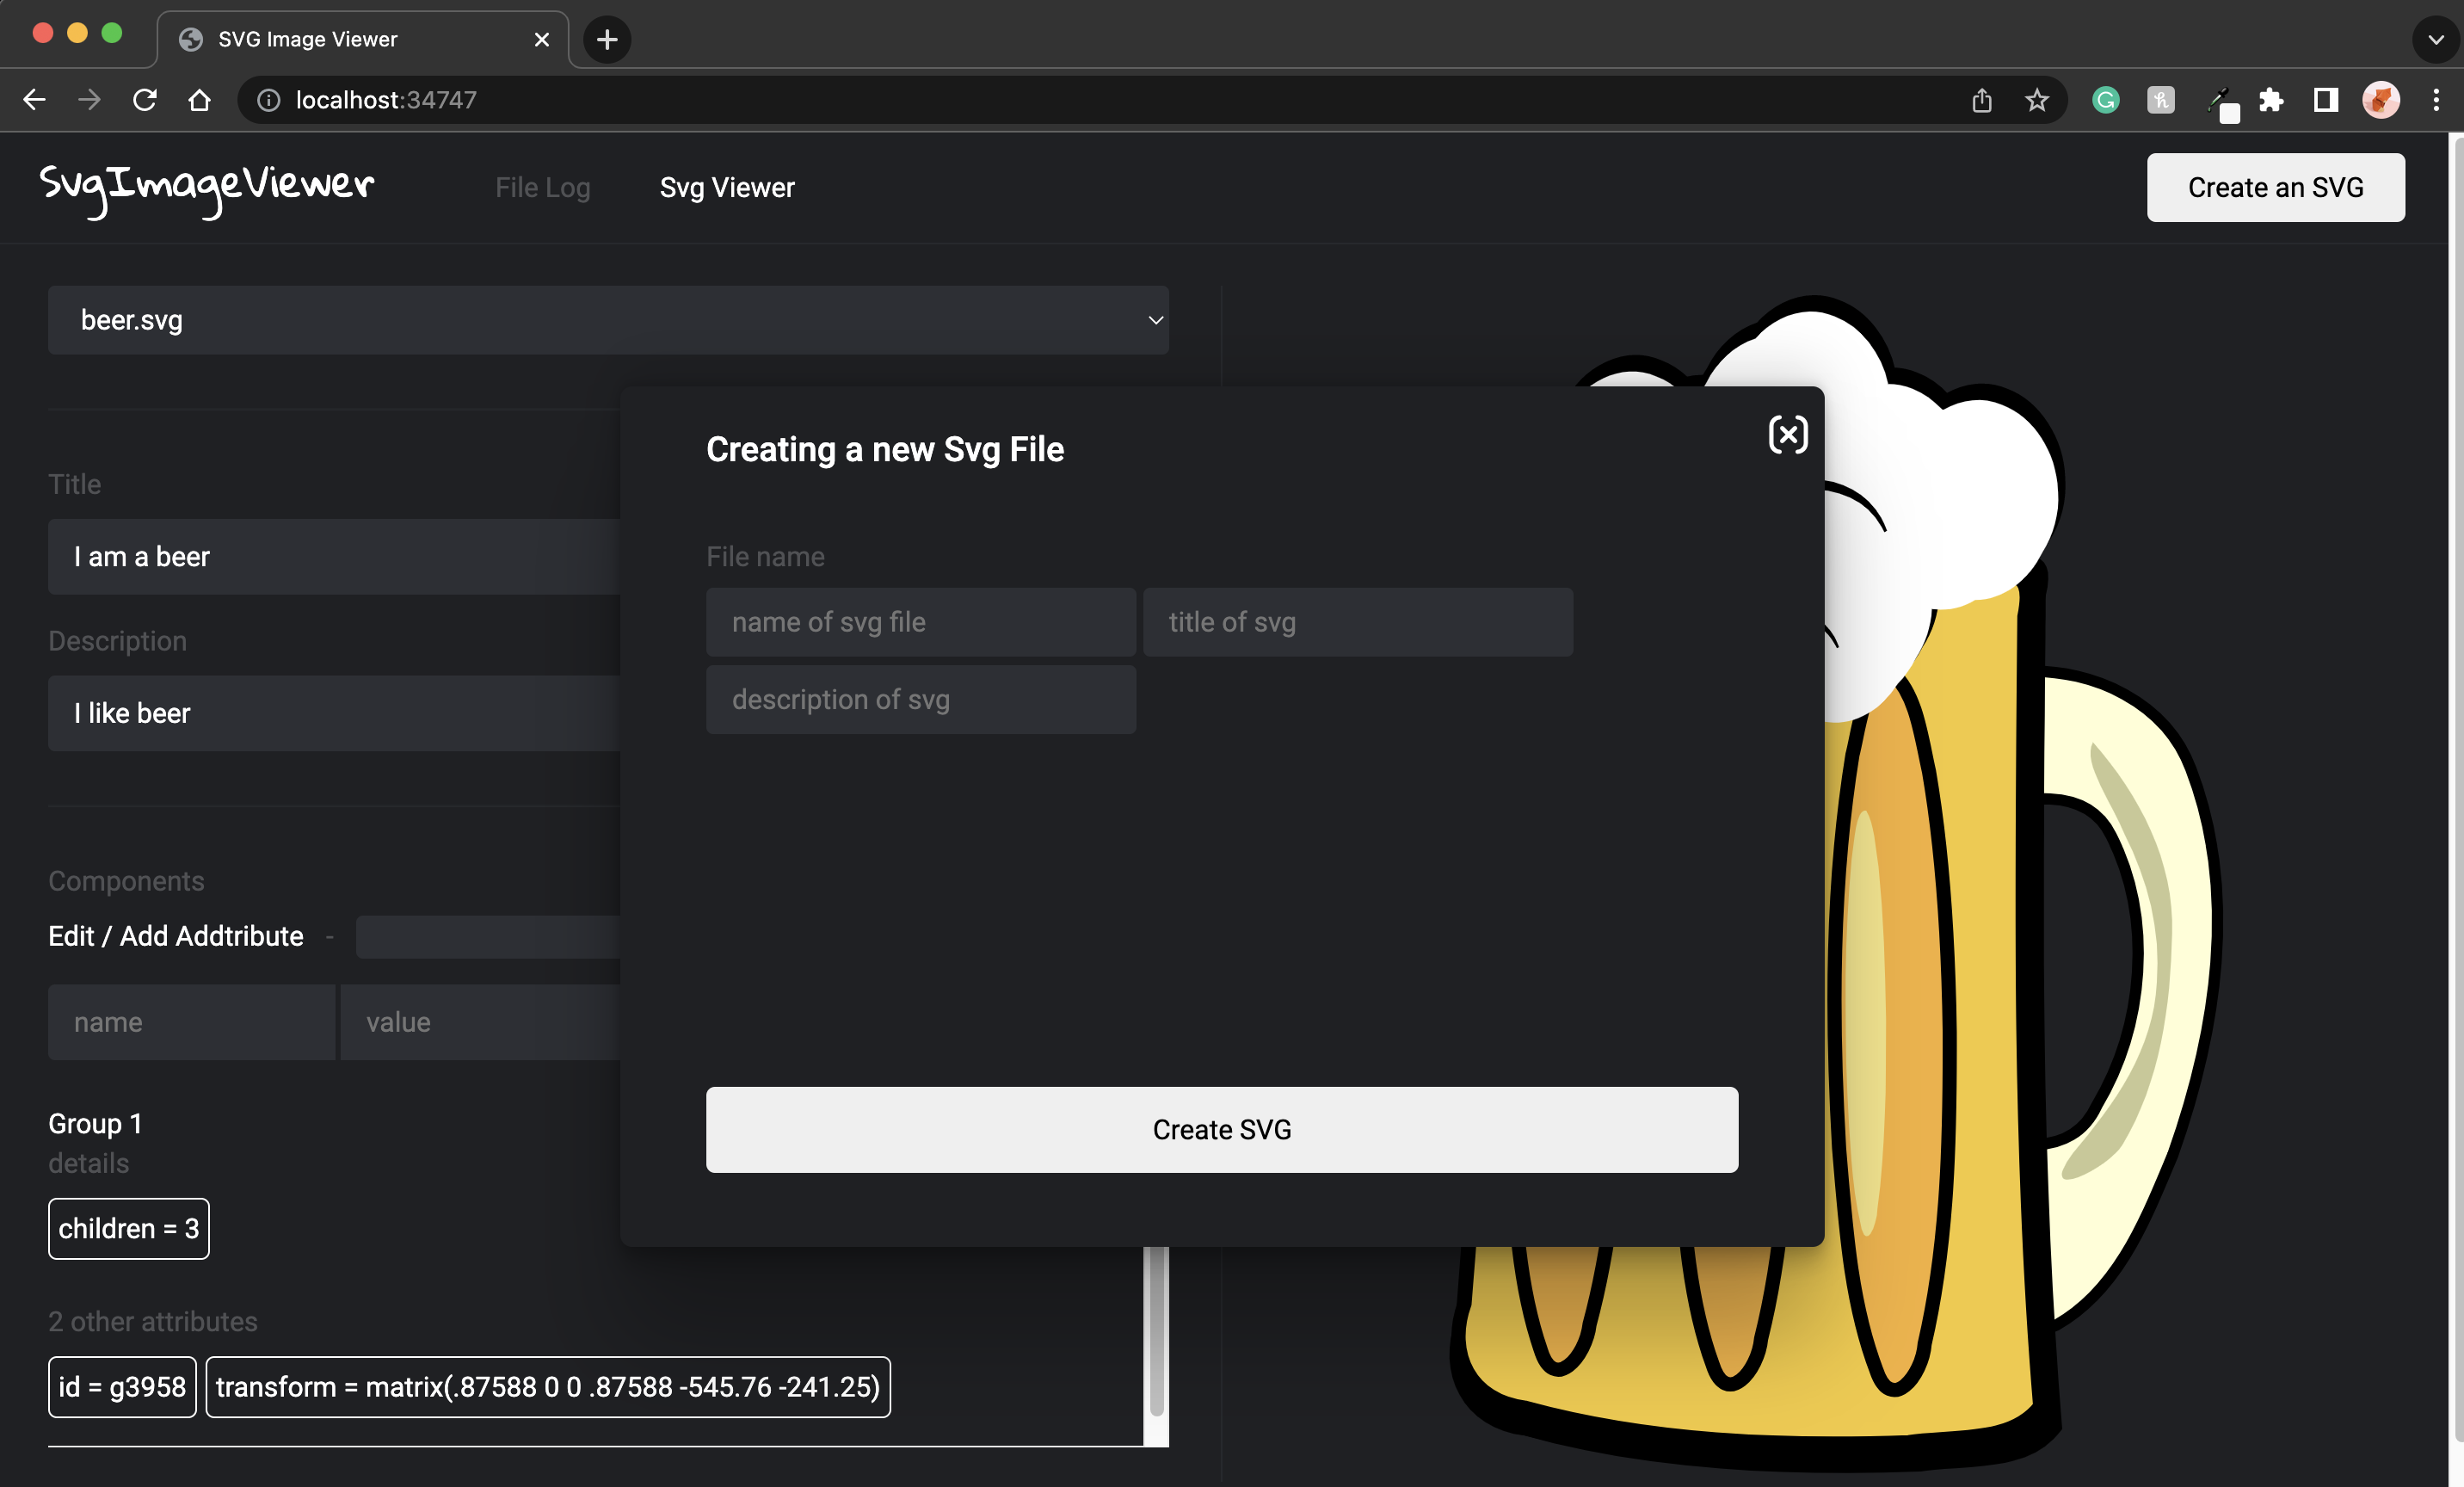 SVG Image Viewer
localhost:34747
SvgImageViewer
File Log
Svg Viewer
Create an SVG
beer.svg
Title
I am a beer
Description
I like beer
Components
Edit / Add Addtribute -
name
value
Group 1
details
children = 3
2 other attributes
id = g3958
transform = matrix(.87588 0 0 .87588 -545.76 -241.25)
Creating a new Svg File
File name
name of svg file
title of svg
description of svg
Create SVG